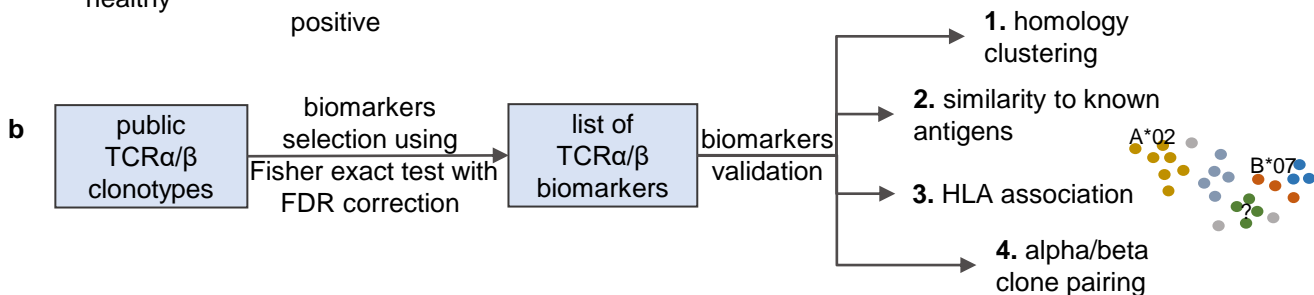 healthy
positive
b
public
TCRα/β
clonotypes
biomarkers
selection using
Fisher exact test with
FDR correction
list of
TCRα/β
biomarkers
biomarkers
validation
1. homology
clustering
2. similarity to known
antigens
3. HLA association
4. alpha/beta
clone pairing
A*02
B*07
?